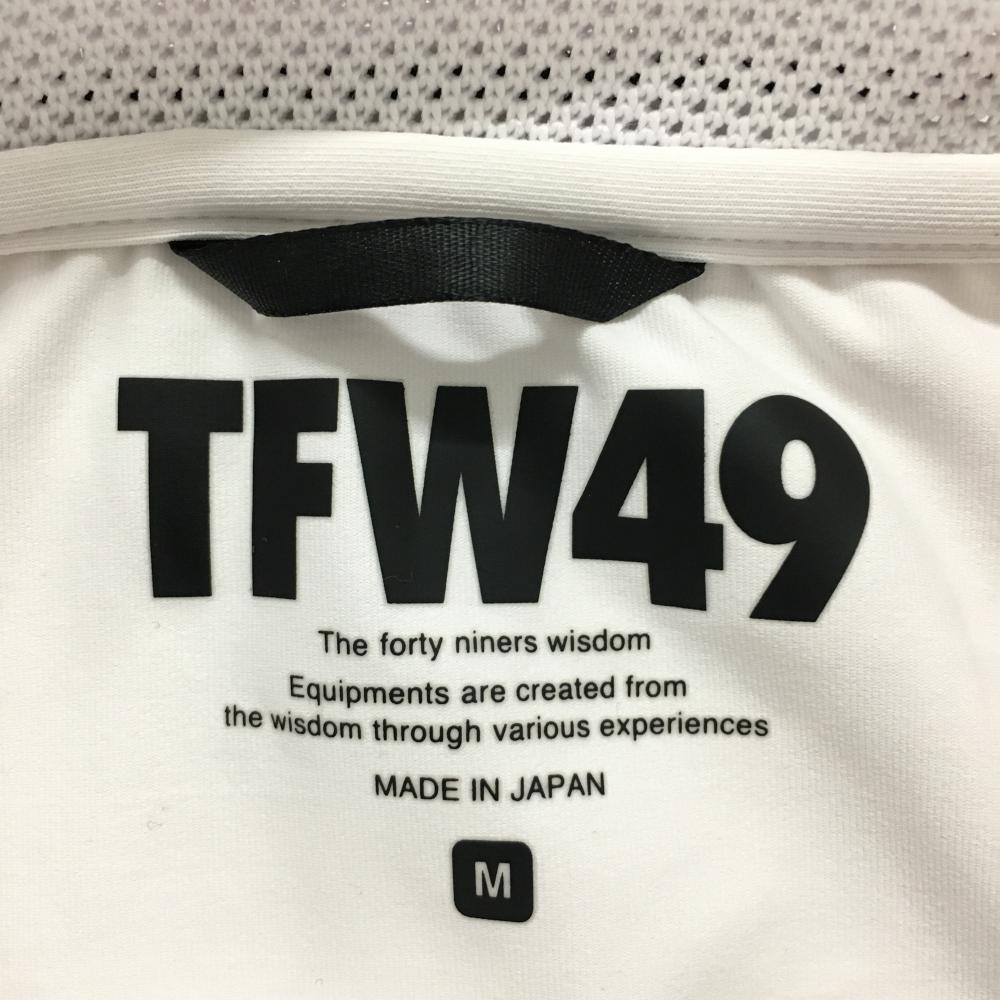 TFW49
The forty niners wisdom
Equipments are created from
the wisdom through various experiences
MADE IN JAPAN
M